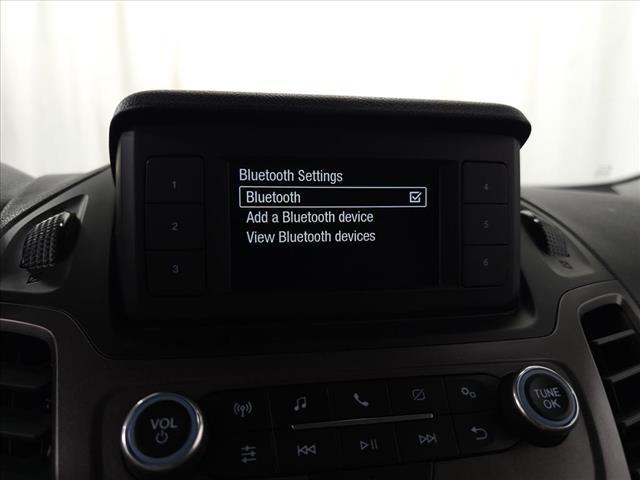 Bluetooth Settings
Bluetooth
Add a Bluetooth device
View Bluetooth devices
1
2
3
4
5
6
VOL
TUNE
OK